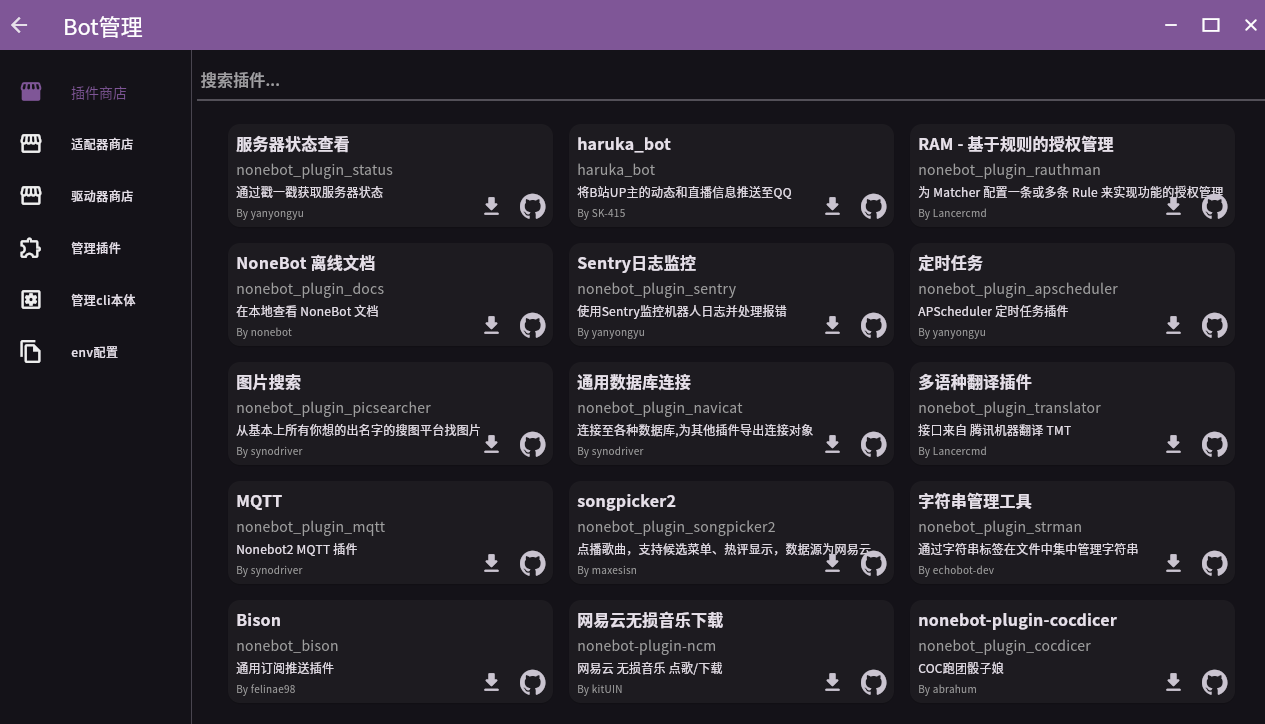 Bot管理
插件商店
适配器商店
驱动器商店
管理插件
管理cli本体
env配置
搜索插件...
服务器状态查看
nonebot_plugin_status
通过戳一戳获取服务器状态
By yanyongyu
haruka_bot
haruka_bot
将B站UP主的动态和直播信息推送至QQ
By SK-415
RAM - 基于规则的授权管理
nonebot_plugin_rauthman
为 Matcher 配置一条或多条 Rule 来实现功能的授权管理
By Lancercmd
NoneBot 离线文档
nonebot_plugin_docs
在本地查看 NoneBot 文档
By nonebot
Sentry日志监控
nonebot_plugin_sentry
使用Sentry监控机器人日志并处理报错
By yanyongyu
定时任务
nonebot_plugin_apscheduler
APScheduler 定时任务插件
By yanyongyu
图片搜索
nonebot_plugin_picsearcher
从基本上所有你想的出名字的搜图平台找图片
By synodriver
通用数据库连接
nonebot_plugin_navicat
连接至各种数据库,为其他插件导出连接对象
By synodriver
多语种翻译插件
nonebot_plugin_translator
接口来自 腾讯机器翻译 TMT
By Lancercmd
MQTT
nonebot_plugin_mqtt
Nonebot2 MQTT 插件
By synodriver
songpicker2
nonebot_plugin_songpicker2
点播歌曲，支持候选菜单、热评显示，数据源为网易云
By maxesisn
字符串管理工具
nonebot_plugin_strman
通过字符串标签在文件中集中管理字符串
By echobot-dev
Bison
nonebot_bison
通用订阅推送插件
By felinae98
网易云无损音乐下载
nonebot-plugin-ncm
网易云 无损音乐 点歌/下载
By kitUIN
nonebot-plugin-cocdicer
nonebot_plugin_cocdicer
COC跑团骰子娘
By abrahum